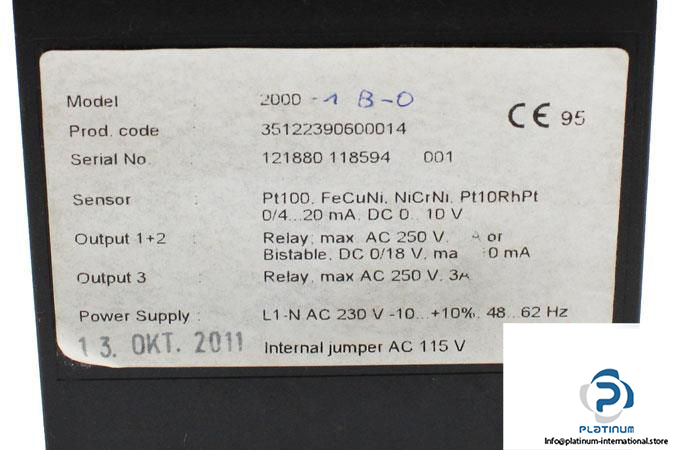 Model : 2000 -1 B-0
CE 95
Prod. code : 35122390600014
Serial No. : 121880 118594 001
Sensor : Pt100, FeCuNi, NiCrNi, Pt10RhPt
0/4...20 mA, DC 0...10 V
Output 1+2 : Relay, max. AC 250 V, or
Bistable, DC 0/18 V, 0 mA
Output 3 : Relay, max AC 250 V, 3A
Power Supply : L1-N AC 230 V -10...+10%, 48...62 Hz
13. OKT. 2011
Internal jumper AC 115 V
PLATINUM
Info@platinum-international.store